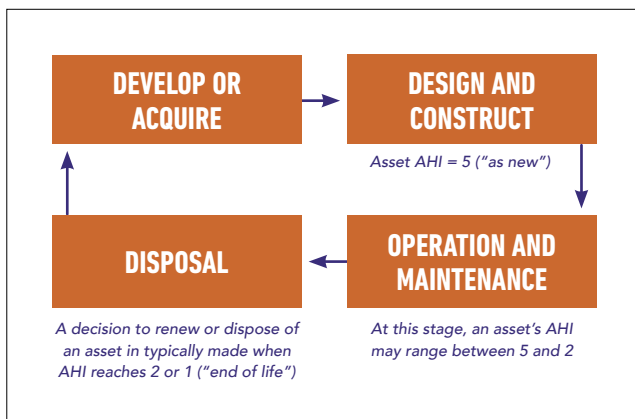 DEVELOP OR
ACQUIRE
DESIGN AND
CONSTRUCT
Asset AHI = 5 (“as new”)
DISPOSAL
OPERATION AND
MAINTENANCE
A decision to renew or dispose of
an asset in typically made when
AHI reaches 2 or 1 (“end of life”)
At this stage, an asset’s AHI
may range between 5 and 2